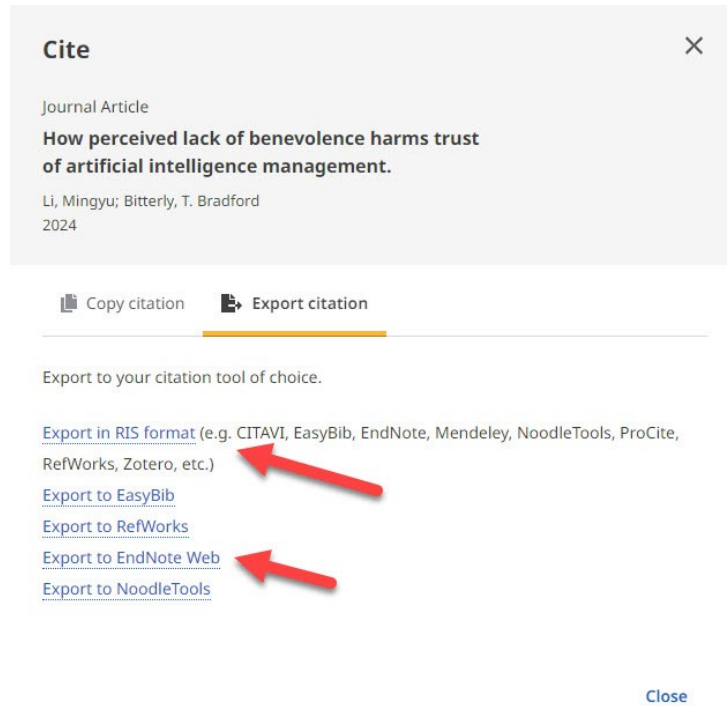 Cite
Journal Article
How perceived lack of benevolence harms trust
of artificial intelligence management.
Li, Mingyu; Bitterly, T. Bradford
2024
Copy citation Export citation
Export to your citation tool of choice.
Export in RIS format (e.g. CITAVI, EasyBib, EndNote, Mendeley, NoodleTools, ProCite,
RefWorks, Zotero, etc.)
Export to EasyBib
Export to RefWorks
Export to EndNote Web
Export to NoodleTools
Close